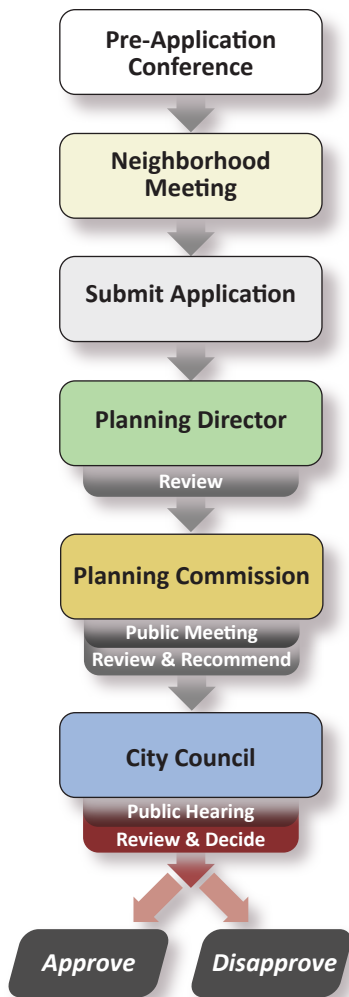 Pre-Application
Conference
Neighborhood
Meeting
Submit Application
Planning Director
Review
Planning Commission
Public Meeting
Review & Recommend
City Council
Public Hearing
Review & Decide
Approve
Disapprove